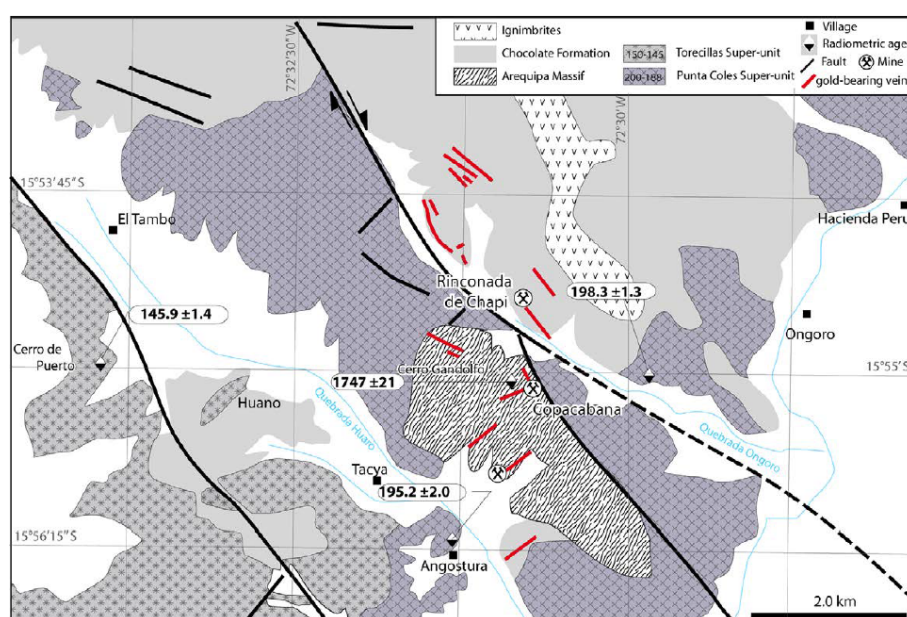 Ignimbrites
Chocolate Formation
Arequipa Massif
150-145
Torecillas Super-unit
200-188
Punta Coles Super-unit
Village
Radiometric age
Fault
Mine
gold-bearing vein
72°32'30"W
72°30"W
15°53'45"S
El Tambo
Hacienda Peru
Rinconada
de Chapi
198.3 ±1.3
145.9 ±1.4
Ongoro
Cerro de
Puerto
15°55"S
Cerro Gandolfo
1747 ±21
Huano
Copacabana
Quebrada Huaro
Quebrada Ongoro
Tacya
195.2 ±2.0
15°56'15"S
Angostura
2.0 km